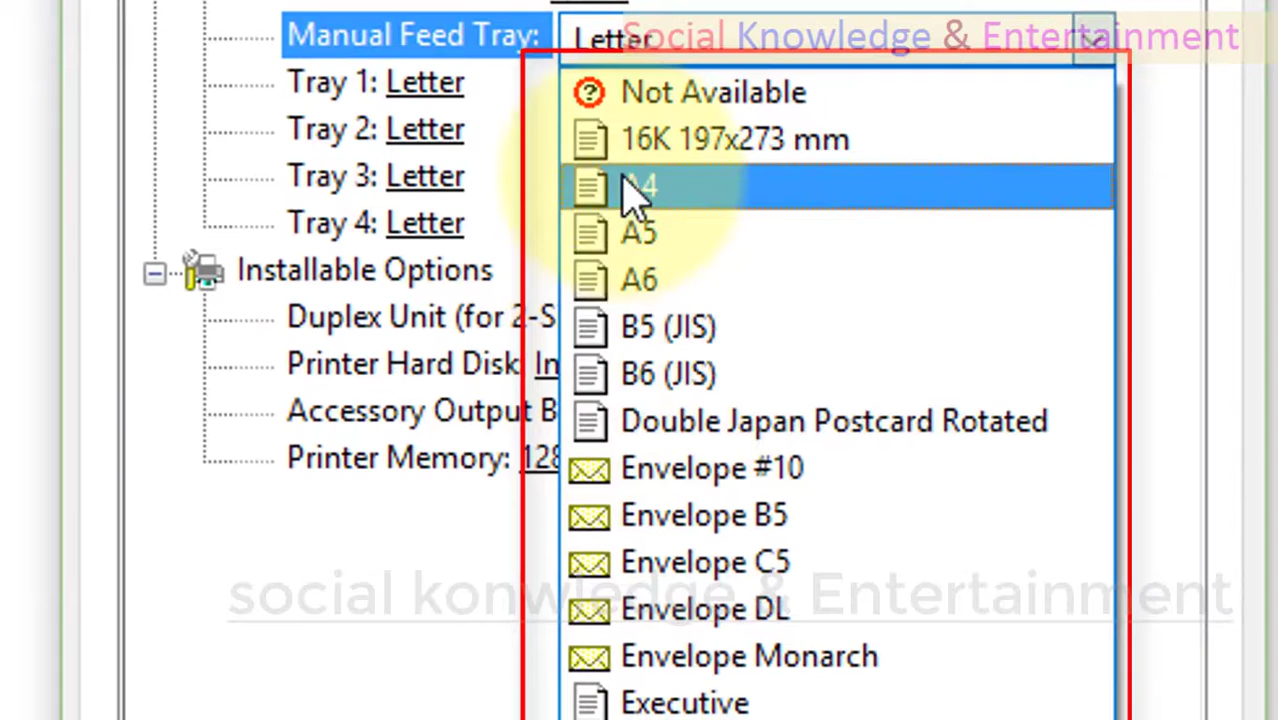 Manual Feed Tray: Letter
Social Knowledge & Entertainment
Not Available
Tray 1: Letter
16K 197x273 mm
Tray 2: Letter
A4
Tray 3: Letter
A5
Tray 4: Letter
A6
Installable Options
Duplex Unit (for 2-S
B5 (JIS)
Printer Hard Disk: In
B6 (JIS)
Accessory Output B
Double Japan Postcard Rotated
Printer Memory: 128
Envelope #10
Envelope B5
Envelope C5
social konwledge & Entertainment
Envelope DL
Envelope Monarch
Executive